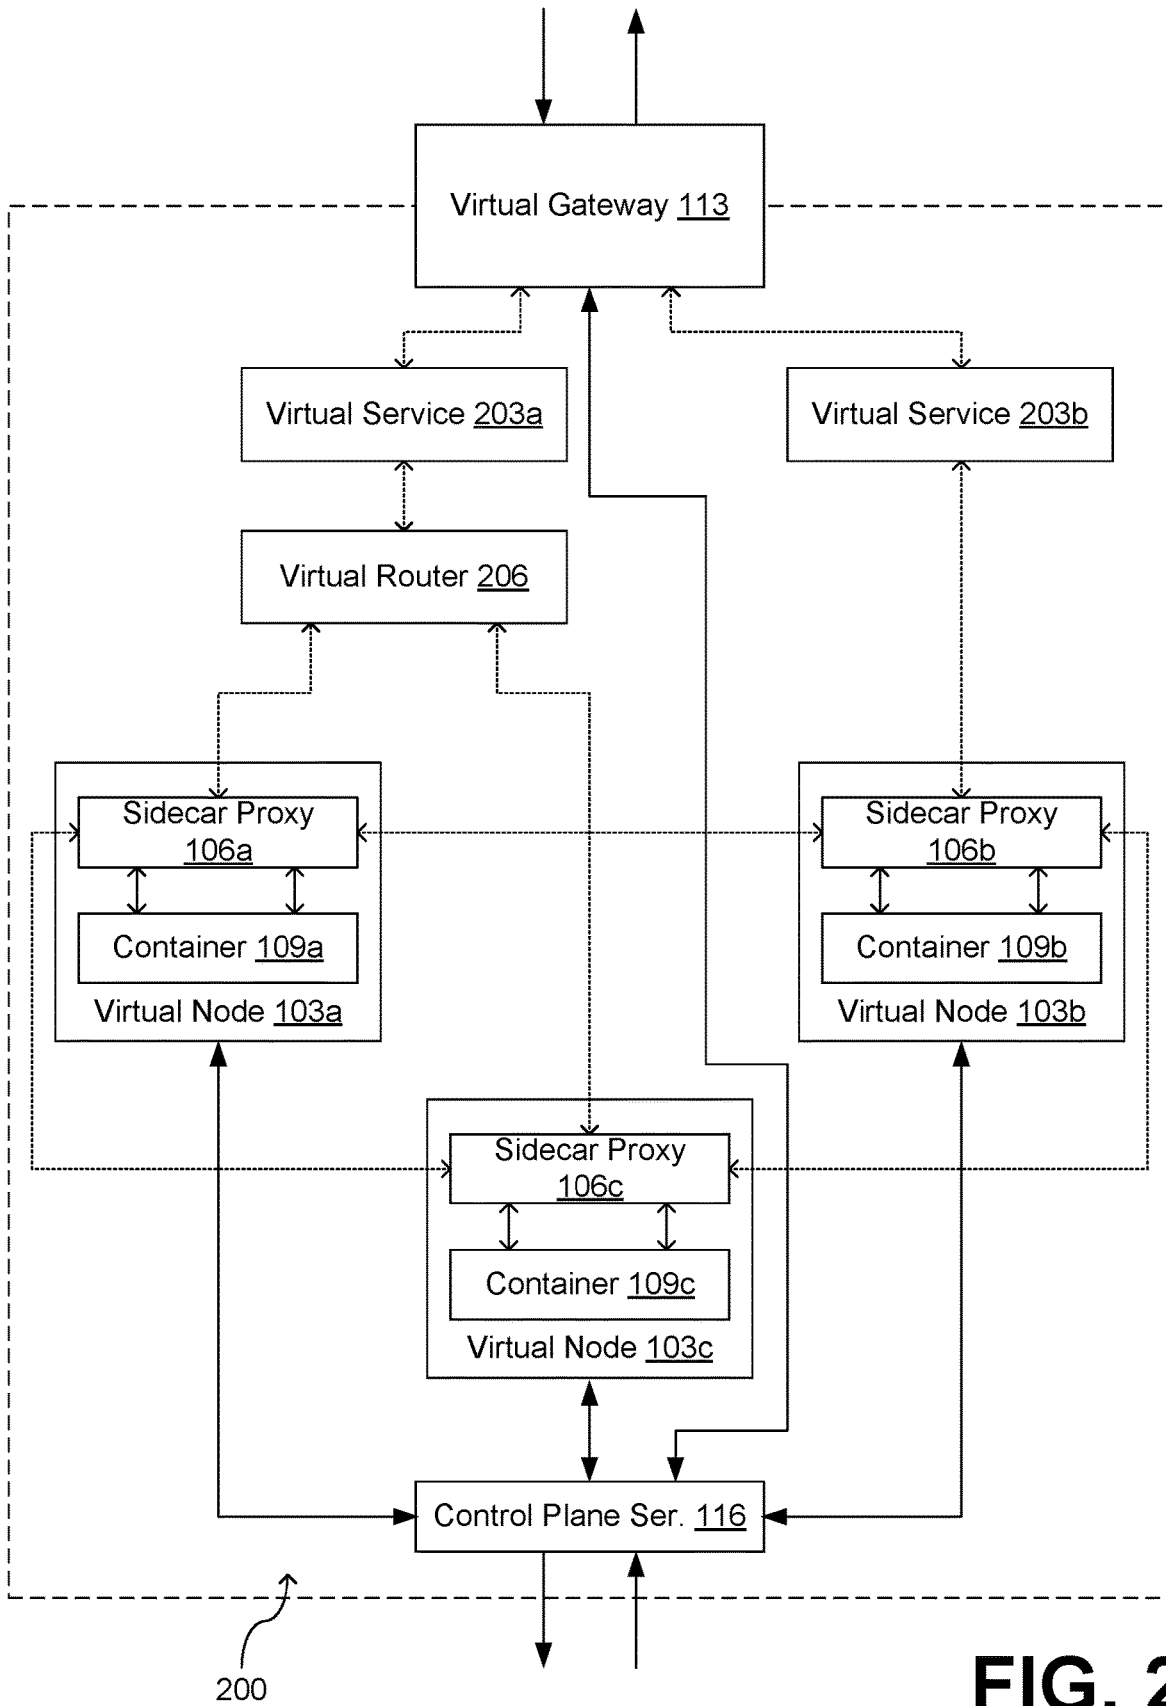 Virtual Gateway 113
Virtual Service 203a
Virtual Service 203b
Virtual Router 206
Sidecar Proxy
106a
Container 109a
Virtual Node 103a
Sidecar Proxy
106b
Container 109b
Virtual Node 103b
Sidecar Proxy
106c
Container 109c
Virtual Node 103c
Control Plane Ser. 116
200
FIG. 2